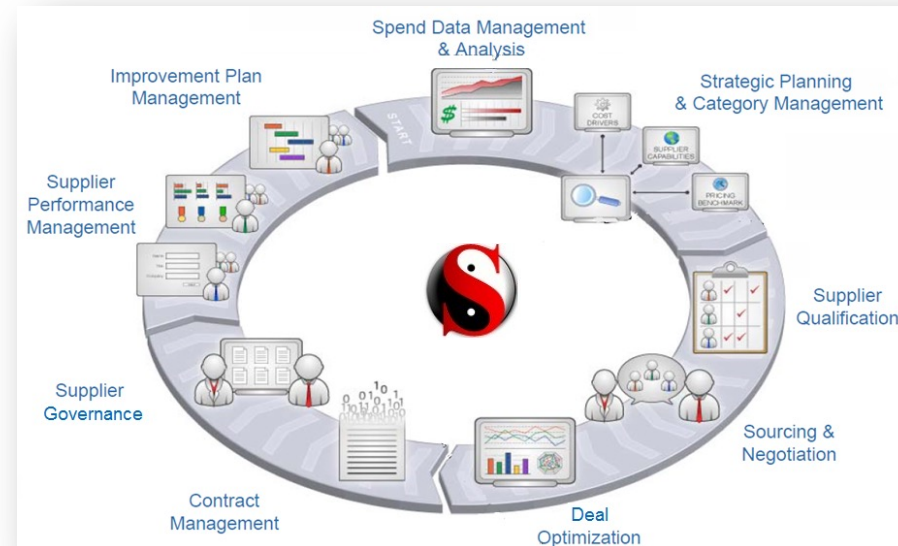 Spend Data Management
& Analysis
Strategic Planning
& Category Management
Improvement Plan
Management
START
COST
DRIVERS
SUPPLIER
CAPABILITIES
PRICING
BENCHMARK
Supplier
Performance
Management
Supplier
Qualification
S
Supplier
Governance
Sourcing &
Negotiation
Contract
Management
Deal
Optimization